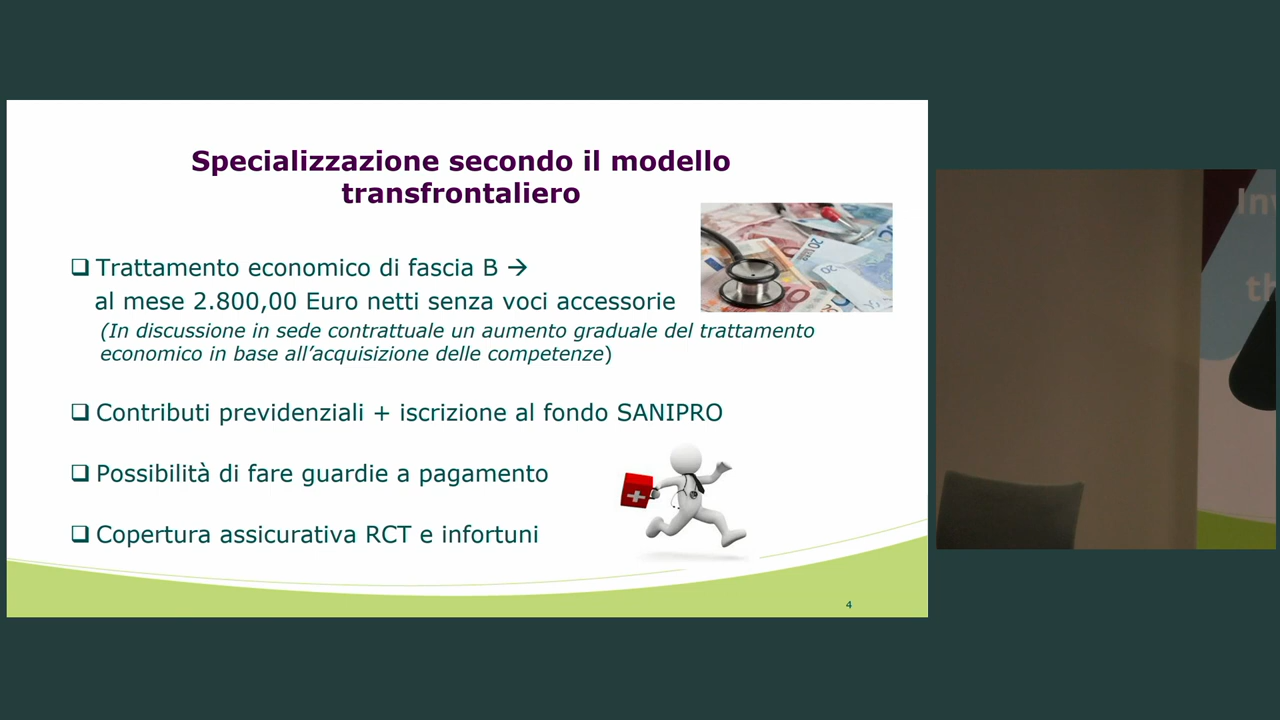 Specializzazione secondo il modello
transfrontaliero
Trattamento economico di fascia B →
al mese 2.800,00 Euro netti senza voci accessorie
(In discussione in sede contrattuale un aumento graduale del trattamento
economico in base all’acquisizione delle competenze)
Contributi previdenziali + iscrizione al fondo SANIPRO
Possibilità di fare guardie a pagamento
Copertura assicurativa RCT e infortuni
4